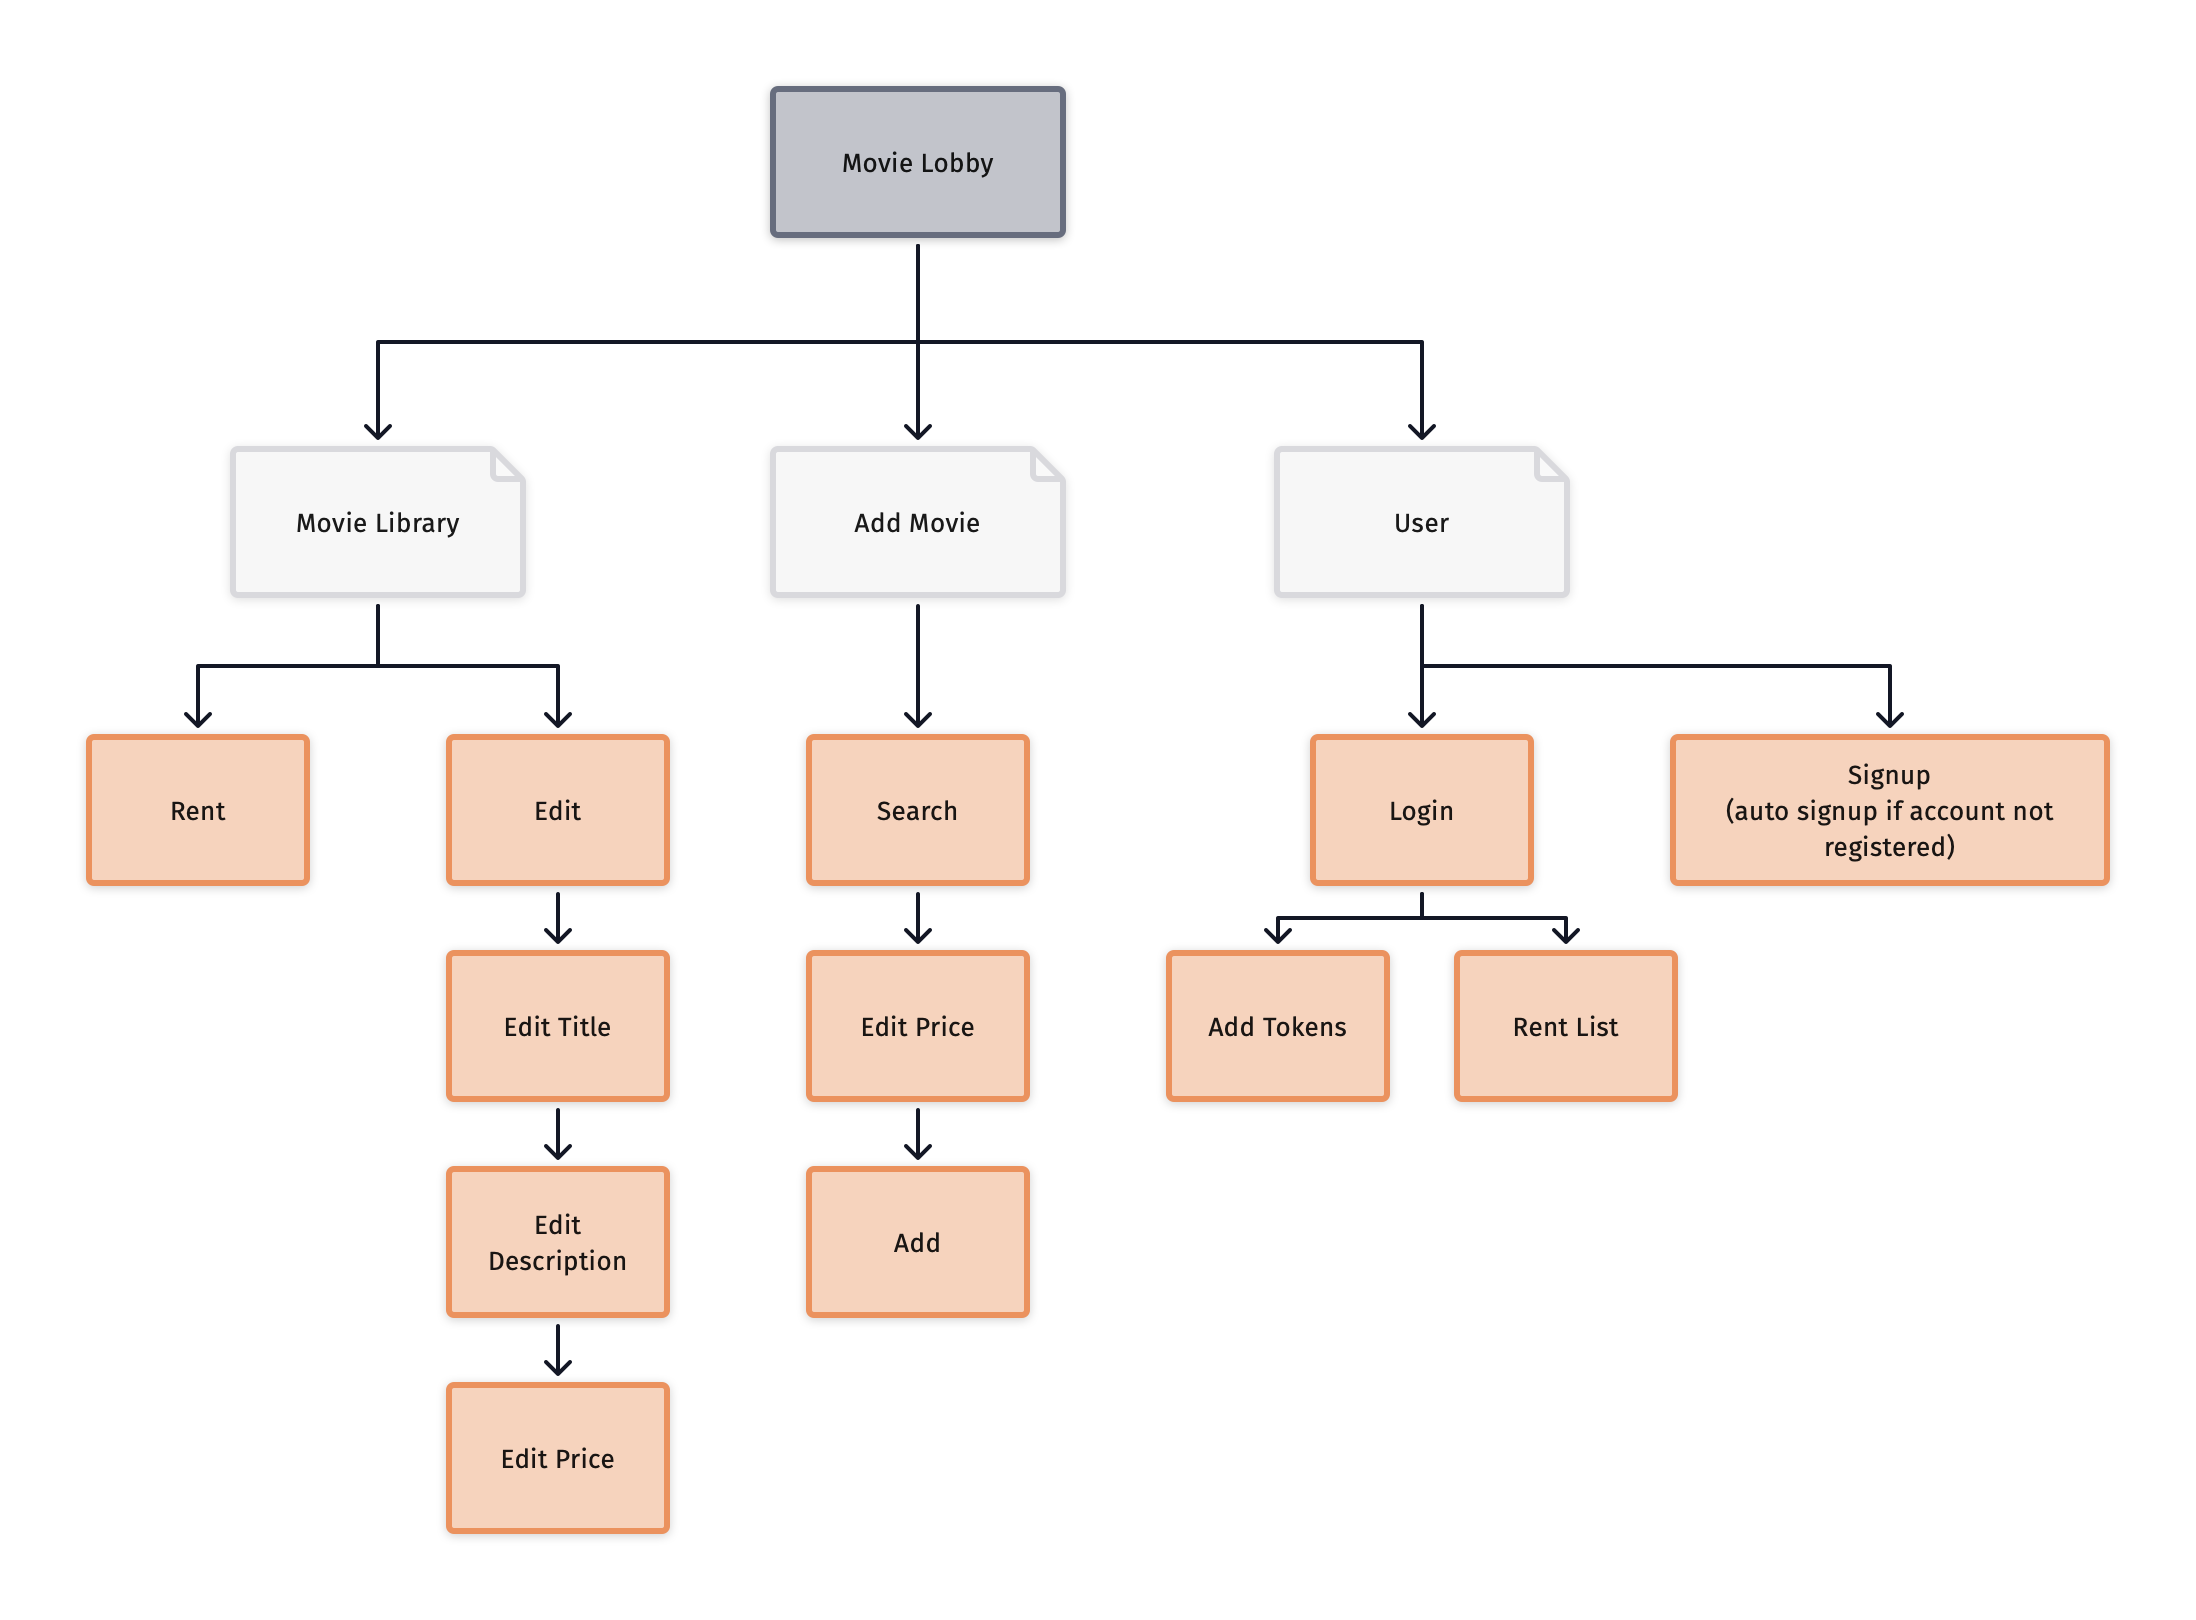 Movie Lobby
Movie Library
Add Movie
User
Rent
Edit
Search
Login
Signup
(auto signup if account not
registered)
Edit Title
Edit Price
Add Tokens
Rent List
Edit
Description
Add
Edit Price